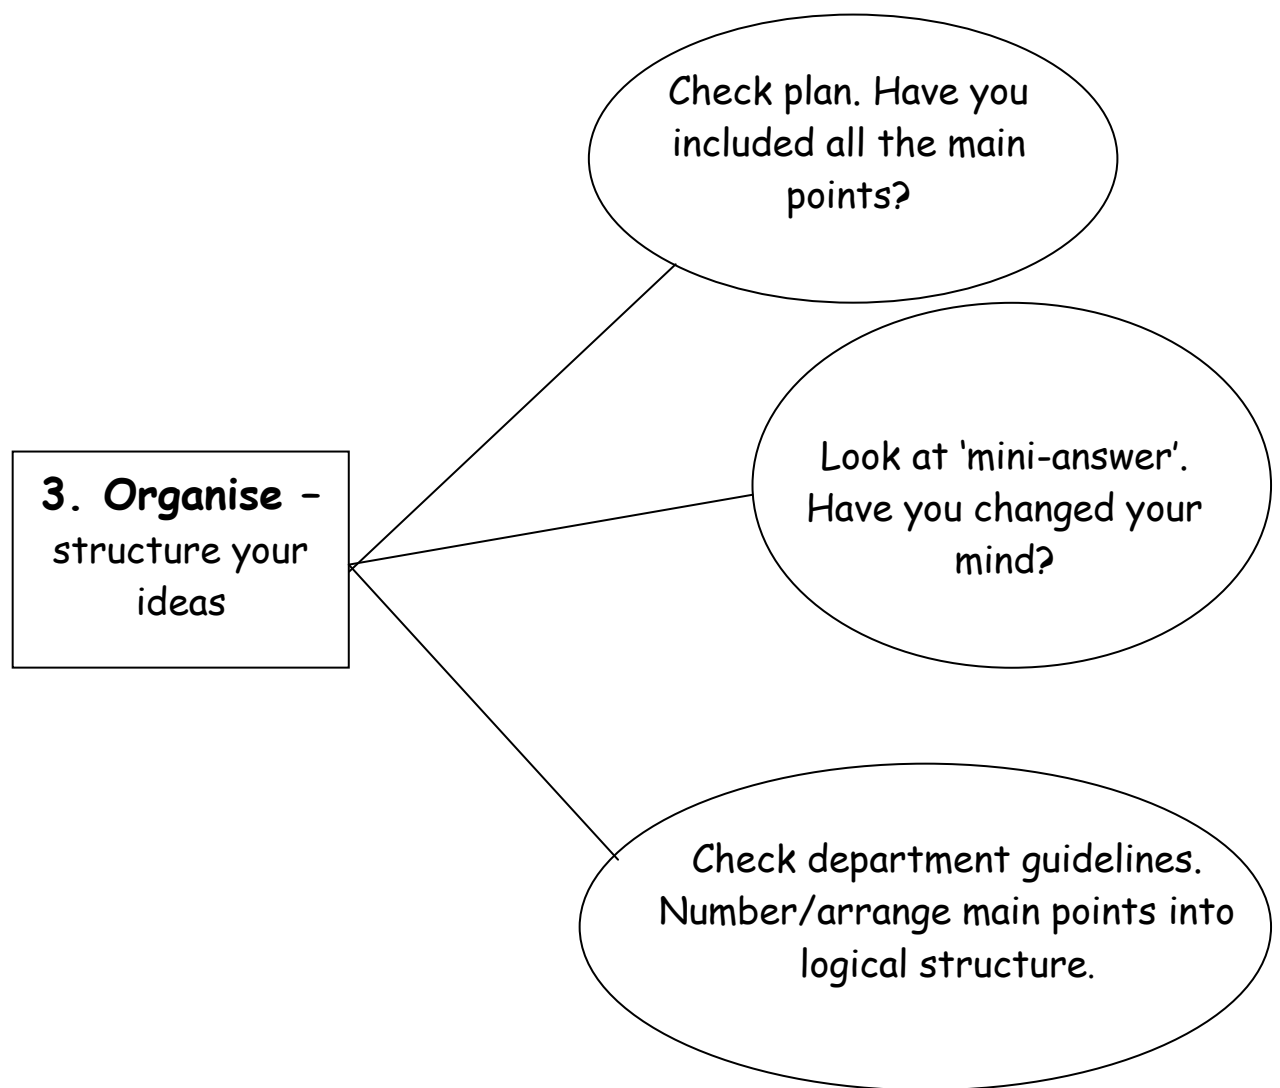 Check plan. Have you
included all the main
points?
Look at ‘mini-answer’.
Have you changed your
mind?
3. Organise –
structure your
ideas
Check department guidelines.
Number/arrange main points into
logical structure.